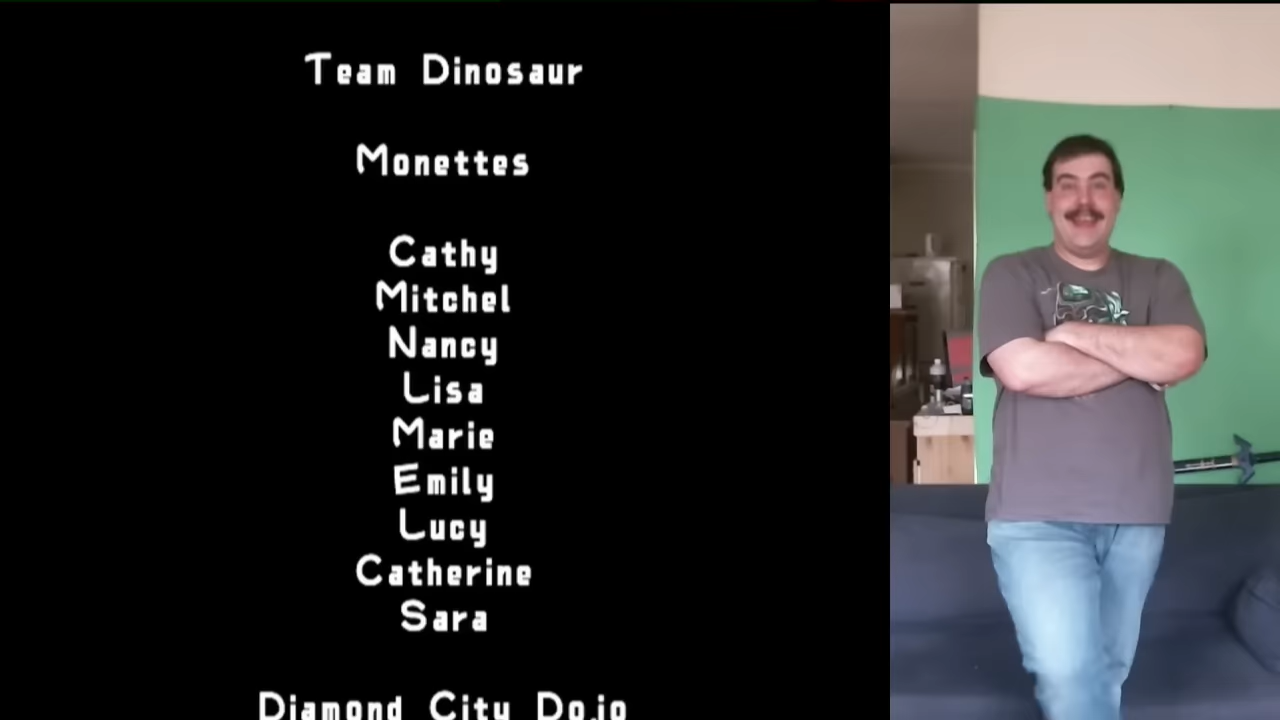 Team Dinosaur
Monettes
Cathy
Mitchel
Nancy
Lisa
Marie
Emily
Lucy
Catherine
Sara
Diamond City Dojo